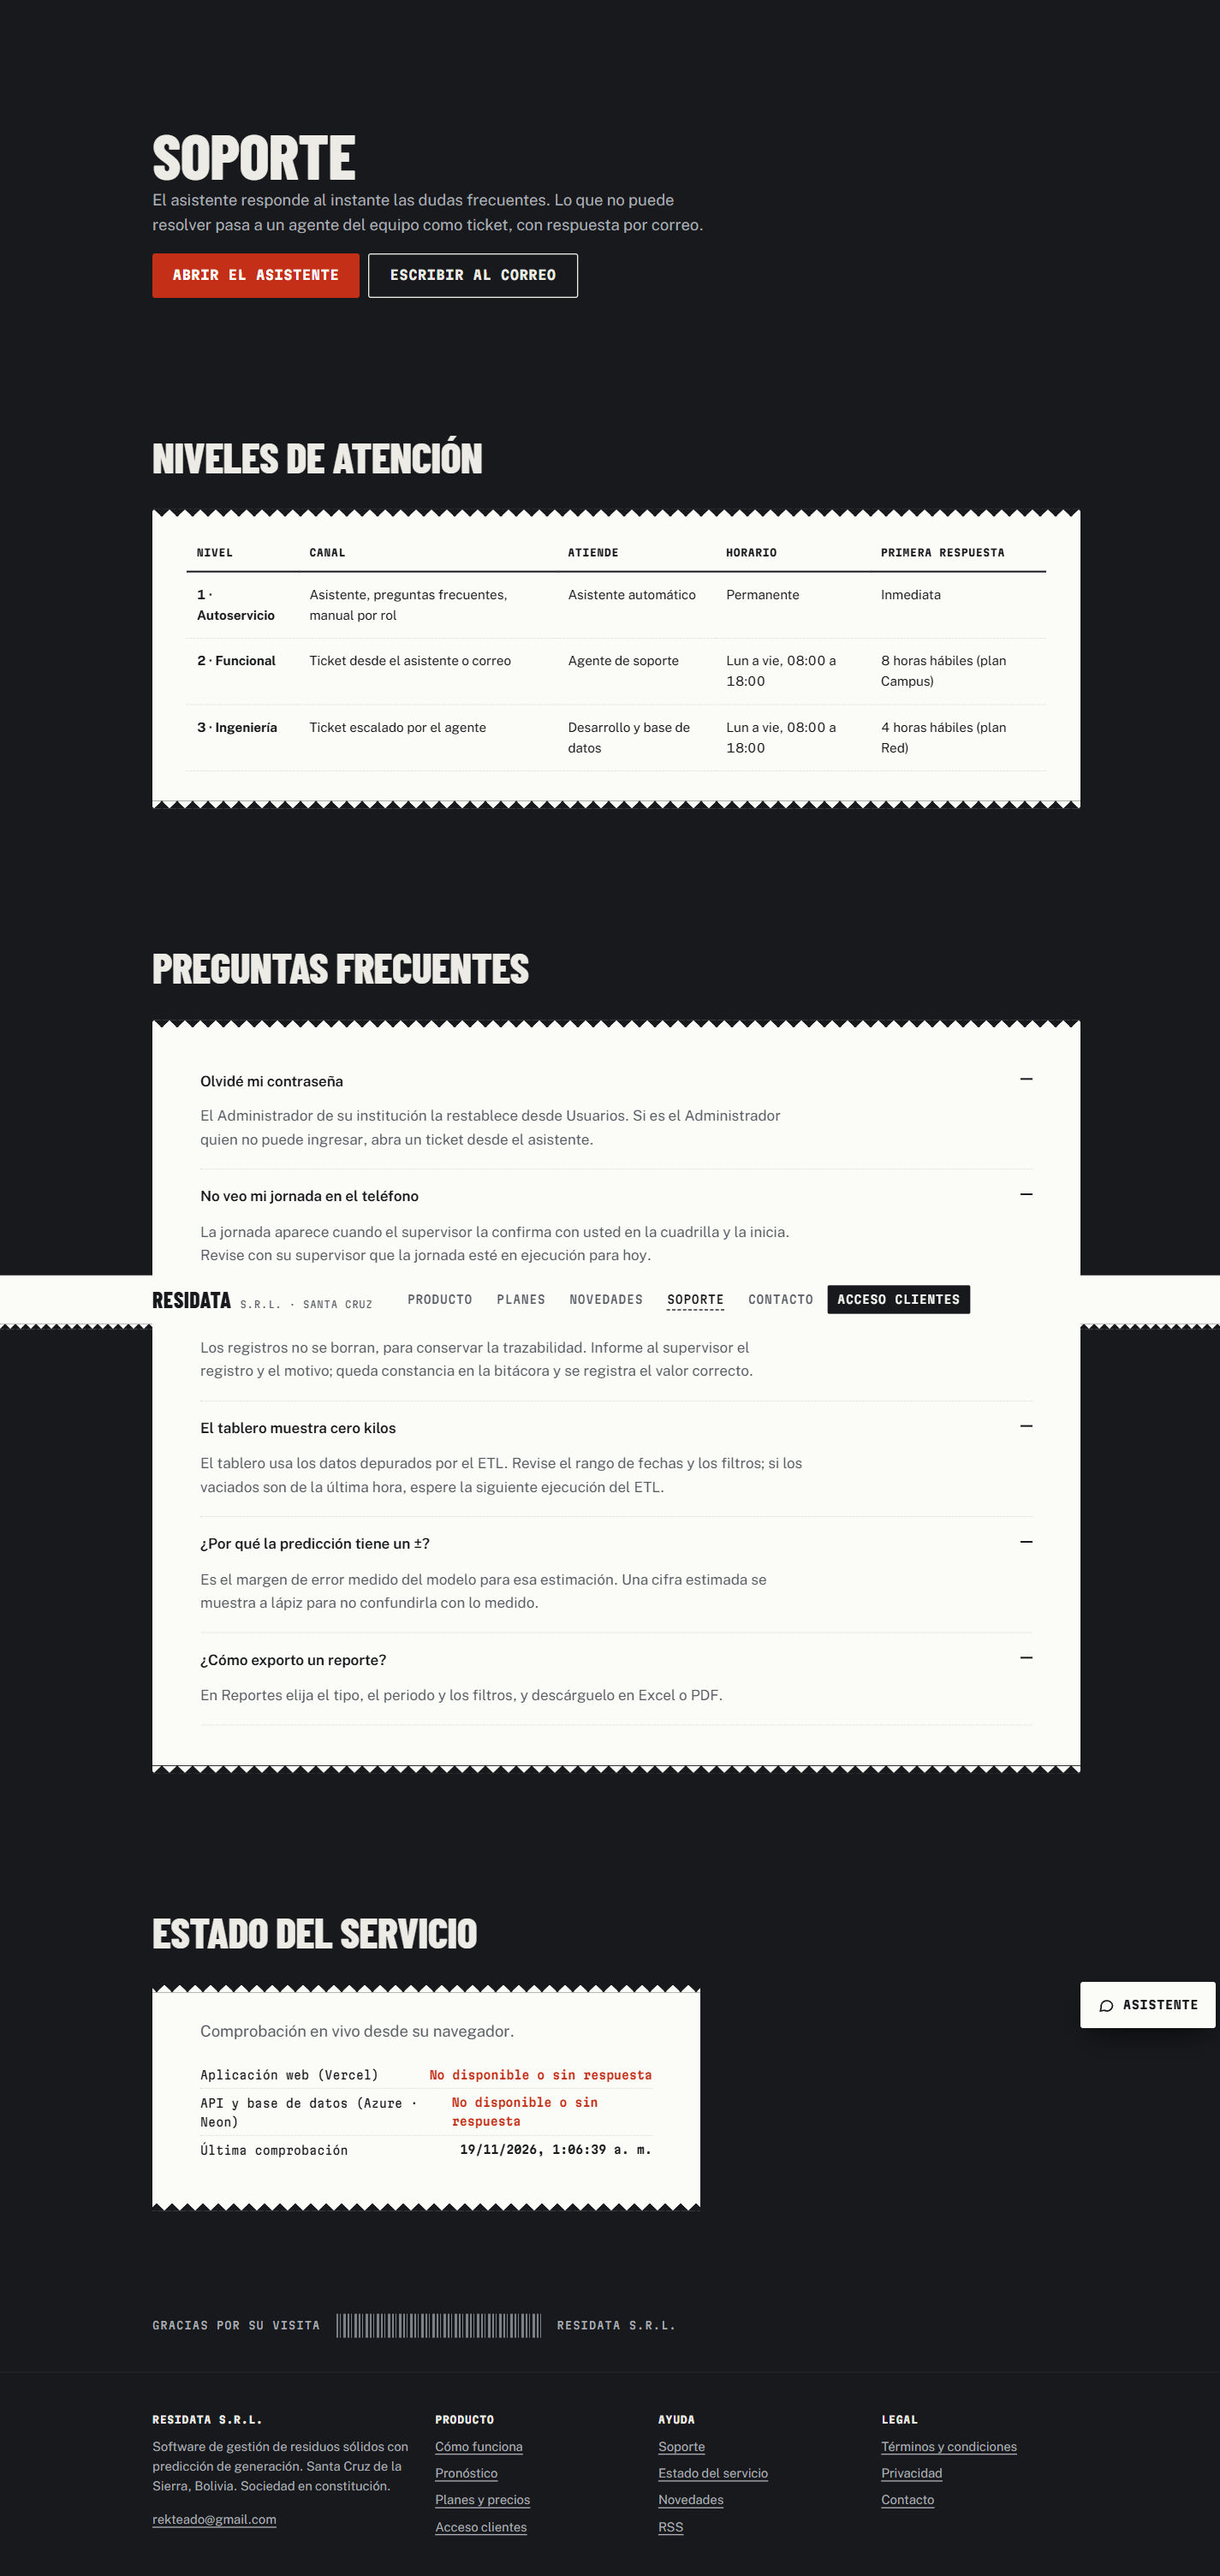 SOPORTE
El asistente responde al instante las dudas frecuentes. Lo que no puede
resolver pasa a un agente del equipo como ticket, con respuesta por correo.
ABRIR EL ASISTENTE
ESCRIBIR AL CORREO
NIVELES DE ATENCIÓN
NIVEL CANAL ATIENDE HORARIO PRIMERA RESPUESTA
1 · Asistente, preguntas frecuentes, Asistente automático Permanente Inmediata
Autoservicio manual por rol
2 · Funcional Ticket desde el asistente o correo Agente de soporte Lun a vie, 08:00 a 8 horas hábiles (plan
18:00 Campus)
3 · Ingeniería Ticket escalado por el agente Desarrollo y base de Lun a vie, 08:00 a 4 horas hábiles (plan
datos 18:00 Red)
PREGUNTAS FRECUENTES
Olvidé mi contraseña
El Administrador de su institución la restablece desde Usuarios. Si es el Administrador
quien no puede ingresar, abra un ticket desde el asistente.
No veo mi jornada en el teléfono
La jornada aparece cuando el supervisor la confirma con usted en la cuadrilla y la inicia.
Revise con su supervisor que la jornada esté en ejecución para hoy.
RESIDATA S.R.L. · SANTA CRUZ PRODUCTO PLANES NOVEDADES SOPORTE CONTACTO ACCESO CLIENTES
Los registros no se borran, para conservar la trazabilidad. Informe al supervisor el
registro y el motivo; queda constancia en la bitácora y se registra el valor correcto.
El tablero muestra cero kilos
El tablero usa los datos depurados por el ETL. Revise el rango de fechas y los filtros; si los
vaciados son de la última hora, espere la siguiente ejecución del ETL.
¿Por qué la predicción tiene un ±?
Es el margen de error medido del modelo para esa estimación. Una cifra estimada se
muestra a lápiz para no confundirla con lo medido.
¿Cómo exporto un reporte?
En Reportes elija el tipo, el periodo y los filtros, y descárguelo en Excel o PDF.
ESTADO DEL SERVICIO
ASISTENTE
Comprobación en vivo desde su navegador.
Aplicación web (Vercel) No disponible o sin respuesta
API y base de datos (Azure · No disponible o sin
Neon) respuesta
Última comprobación 19/11/2026, 1:06:39 a. m.
GRACIAS POR SU VISITA RESIDATA S.R.L.
RESIDATA S.R.L.
Software de gestión de residuos sólidos con
predicción de generación. Santa Cruz de la
Sierra, Bolivia. Sociedad en constitución.
rekteado@gmail.com
PRODUCTO
Cómo funciona
Pronóstico
Planes y precios
Acceso clientes
AYUDA
Soporte
Estado del servicio
Novedades
RSS
LEGAL
Términos y condiciones
Privacidad
Contacto